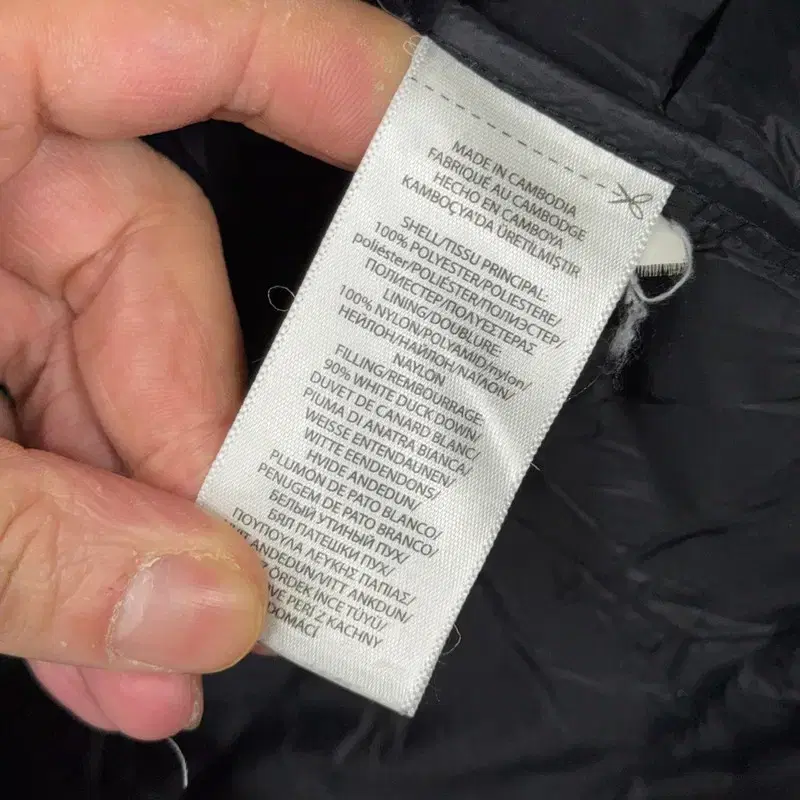 MADE IN CAMBODIA
FABRIQUE AU CAMBODGE
HECHO EN CAMBOYA
KAMBOÇYA'DA ÜRETILMIŞTIR
SHELL/TISSU PRINCIPAL:
100% POLYESTER/POLIESTERE/
poliéster/POLIÉSTER/ПОЛИЭСТЕР/
ПОЛИЕСТЕР/ΠΟΛΥΕΣΤΕΡΑΣ
LINING/DOUBLURE:
100% NYLON/POLYAMID/nylon/
НЕЙЛОН/НАЙЛОН/ΝΑΪΛΟΝ/
NAYLON
FILLING/REMBOURRAGE:
90% WHITE DUCK DOWN/
DUVET DE CANARD BLANC/
PIUMA DI ANATRA BIANCA/
WEISSE ENTENDAUNEN/
WITTE EENDENDONS/
HVIDE ANDEDUN/
PLUMÓN DE PATO BLANCO/
PENUGEM DE PATO BRANCO/
БЕЛЫЙ УТИНЫЙ ПУХ/
БЯЛ ПАТЕШКИ ПУХ/
ΠΟΥΠΟΥΛΑ ΛΕΥΚΗΣ ΠΑΠΙΑΣ/
ANDEDUN/VITT ANKDUN/
ÖRDEK İNCE TÜYÜ/
PEŘÍ Z KACHNY
DOMÁCÍ